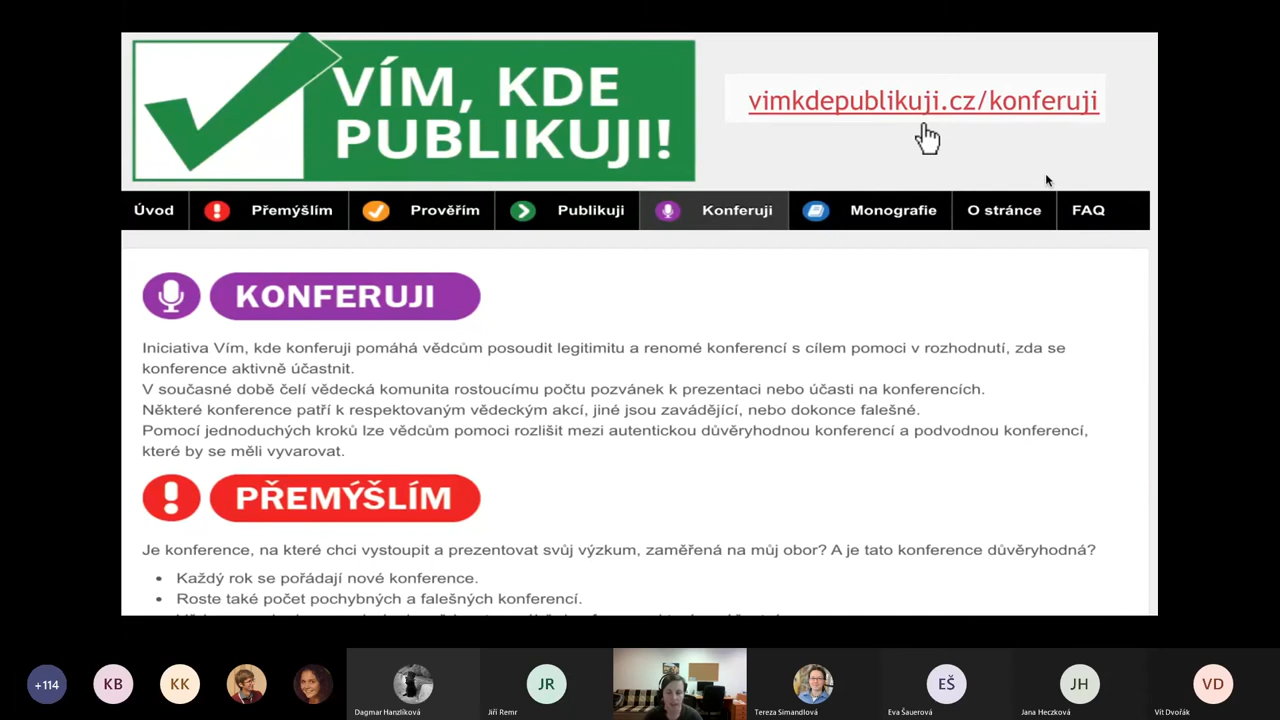 VÍM, KDE
PUBLIKUJI!
vimkdepublikuji.cz/konferuji
Úvod Přemýšlím Prověřím Publikuji Konferuji Monografie O stránce FAQ
KONFERUJI
Iniciativa Vím, kde konferuji pomáhá vědcům posoudit legitimitu a renomé konferencí s cílem pomoci v rozhodnutí, zda se
konference aktivně účastnit.
V současné době čelí vědecká komunita rostoucímu počtu pozvánek k prezentaci nebo účasti na konferencích.
Některé konference patří k respektovaným vědeckým akcí, jiné jsou zavádějící, nebo dokonce falešné.
Pomocí jednoduchých kroků lze vědcům pomoci rozlišit mezi autentickou důvěryhodnou konferencí a podvodnou konferencí,
které by se měli vyvarovat.
PŘEMÝŠLÍM
Je konference, na které chci vystoupit a prezentovat svůj výzkum, zaměřená na můj obor? A je tato konference důvěryhodná?
• Každý rok se pořádají nové konference.
• Roste také počet pochybných a falešných konferencí.
+114 KB KK JR EŠ JH VD
Dagmar Hanzlíková Jiří Remr Tereza Simandlová Eva Šauerová Jana Heczková Vít Dvořák